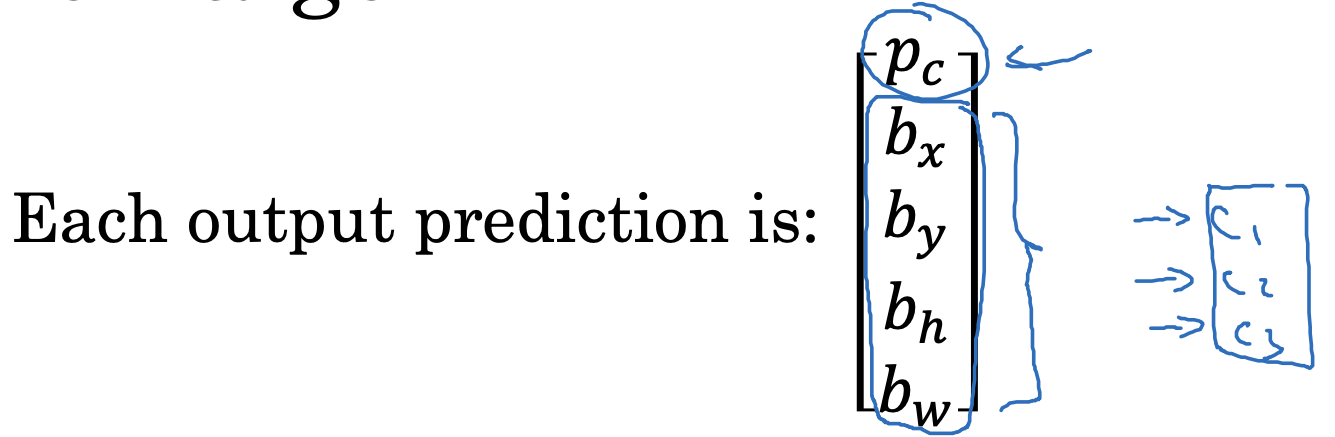 p_c
b_x
Each output prediction is: b_y
b_h
b_w
C_1
C_2
C_3